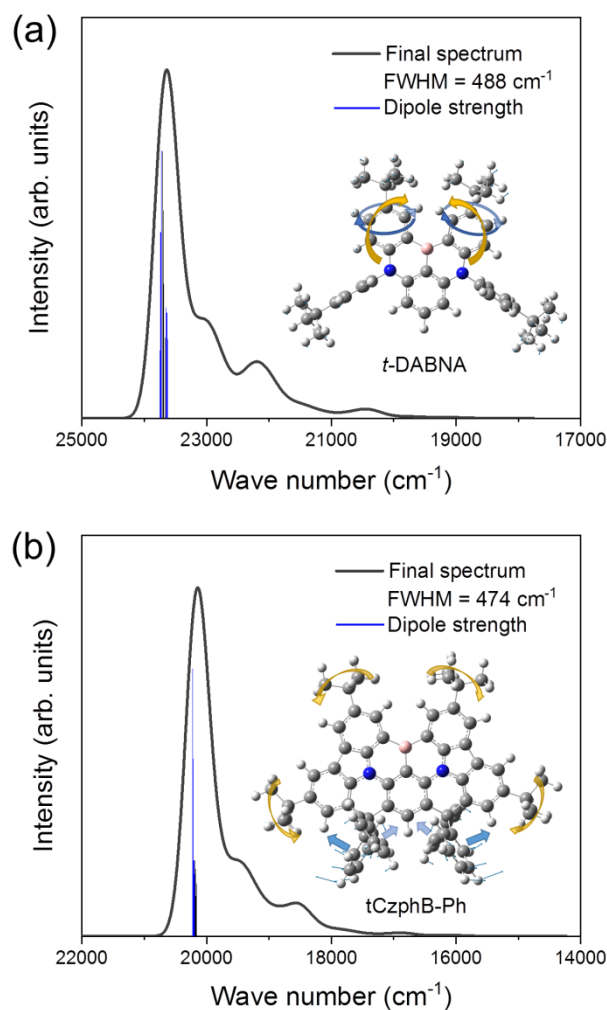 (a)
Intensity (arb. units)
Final spectrum
FWHM = 488 cm⁻¹
Dipole strength
t-DABNA
25000 23000 21000 19000 17000
Wave number (cm⁻¹)
(b)
Intensity (arb. units)
Final spectrum
FWHM = 474 cm⁻¹
Dipole strength
tCzphB-Ph
22000 20000 18000 16000 14000
Wave number (cm⁻¹)